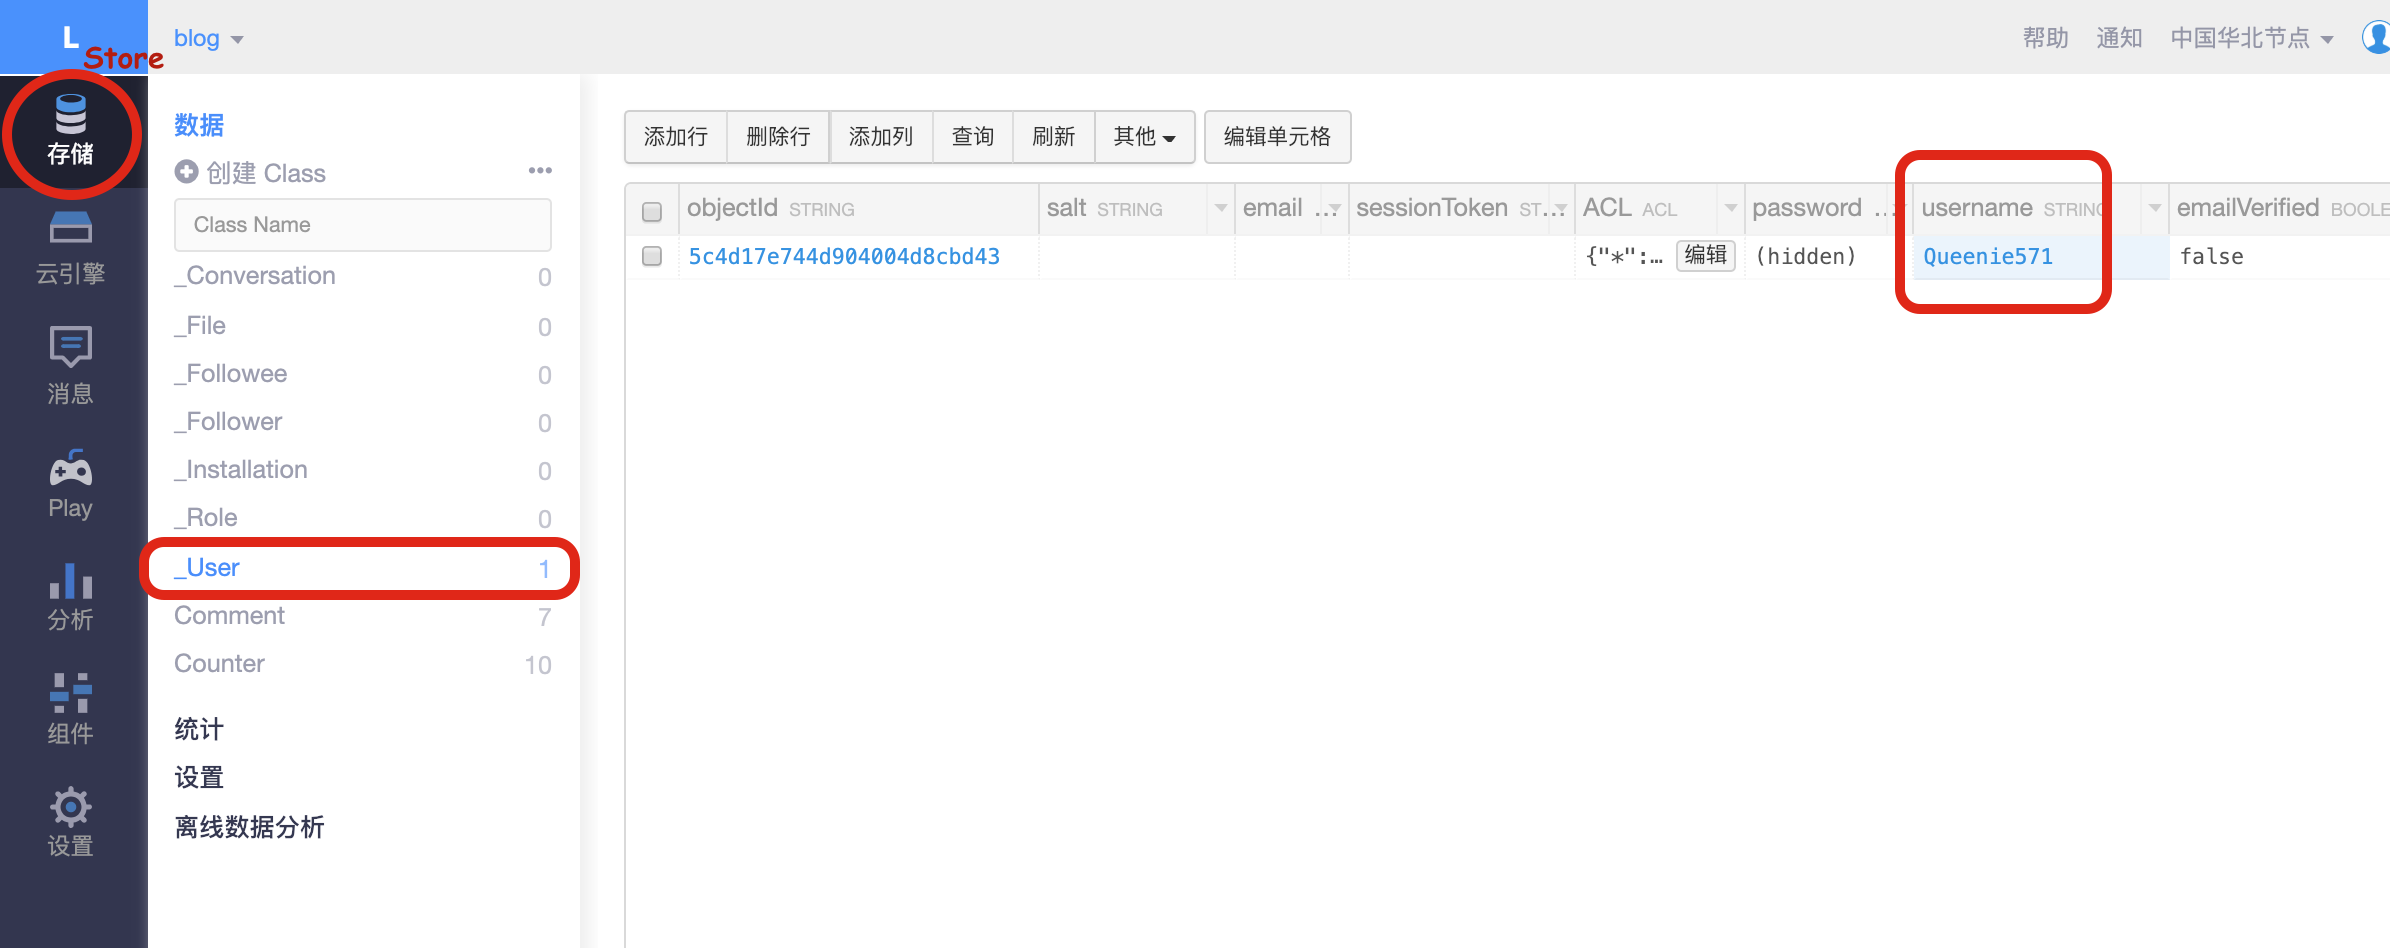 L
Store
blog
帮助 通知 中国华北节点
存储
云引擎
消息
Play
分析
组件
设置
数据
创建 Class •••
Class Name
_Conversation 0
_File 0
_Followee 0
_Follower 0
_Installation 0
_Role 0
_User 1
Comment 7
Counter 10
统计
设置
离线数据分析
添加行 删除行 添加列 查询 刷新 其他 编辑单元格
objectId STRING salt STRING email ... sessionToken ST... ACL ACL password ... username STRING emailVerified BOOLE
5c4d17e744d904004d8cbd43 {"*":... 编辑 (hidden) Queenie571 false